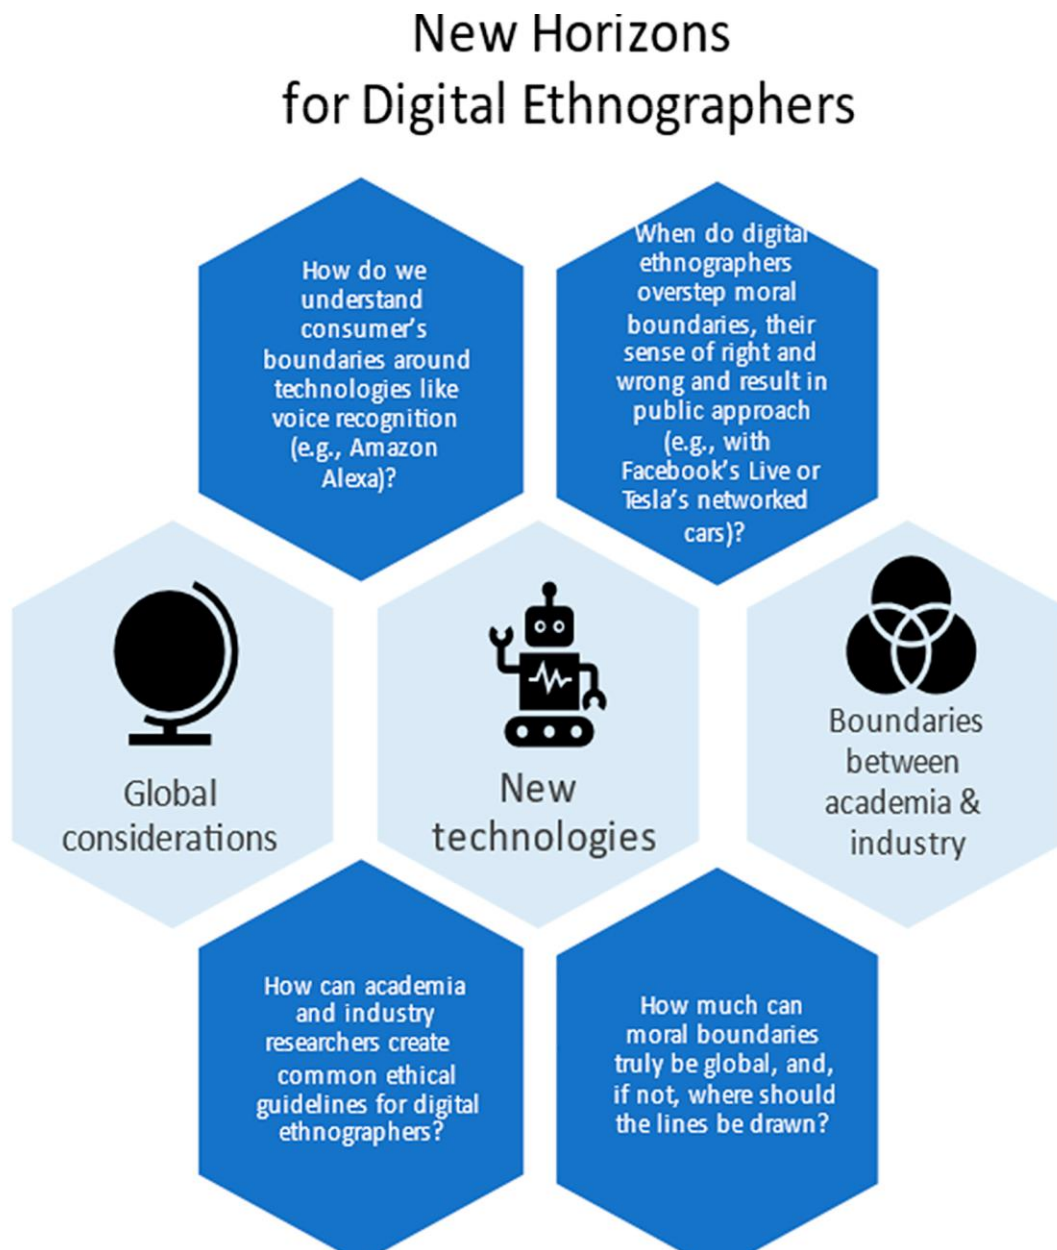 New Horizons
for Digital Ethnographers
How do we
understand
consumer's
boundaries around
technologies like
voice recognition
(e.g., Amazon
Alexa)?
When do digital
ethnographers
overstep moral
boundaries, their
sense of right and
wrong and result in
public approach
(e.g., with
Facebook's Live or
Tesla's networked
cars)?
Global
considerations
New
technologies
Boundaries
between
academia &
industry
How can academia
and industry
researchers create
common ethical
guidelines for digital
ethnographers?
How much can
moral boundaries
truly be global, and,
if not, where should
the lines be drawn?